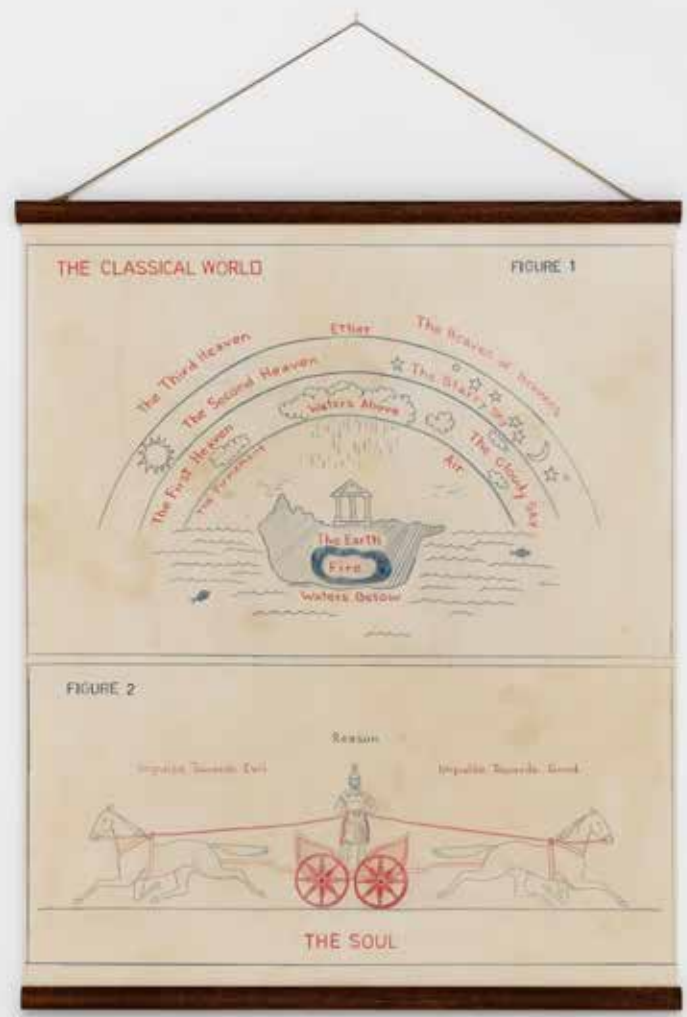 THE CLASSICAL WORLD
FIGURE 1
The Third Heaven
Ether
The Heaven of Heavens
The Second Heaven
The Starry Sky
The First Heaven
Waters Above
The Cloudy Sky
The Firmament
Air
The Earth
Fire
Waters Below
FIGURE 2
Reason
Impulse Towards Evil
Impulse Towards Good
THE SOUL